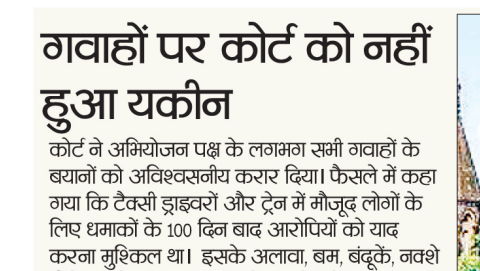 गवाहों पर कोर्ट को नहीं
हुआ यकीन
कोर्ट ने अभियोजन पक्ष के लगभग सभी गवाहों के
बयानों को अविश्वसनीय करार दिया। फैसले में कहा
गया कि टैक्सी ड्राइवरों और ट्रेन में मौजूद लोगों के
लिए धमाकों के 100 दिन बाद आरोपियों को याद
करना मुश्किल था। इसके अलावा, बम, बंदूकें, नक्शे